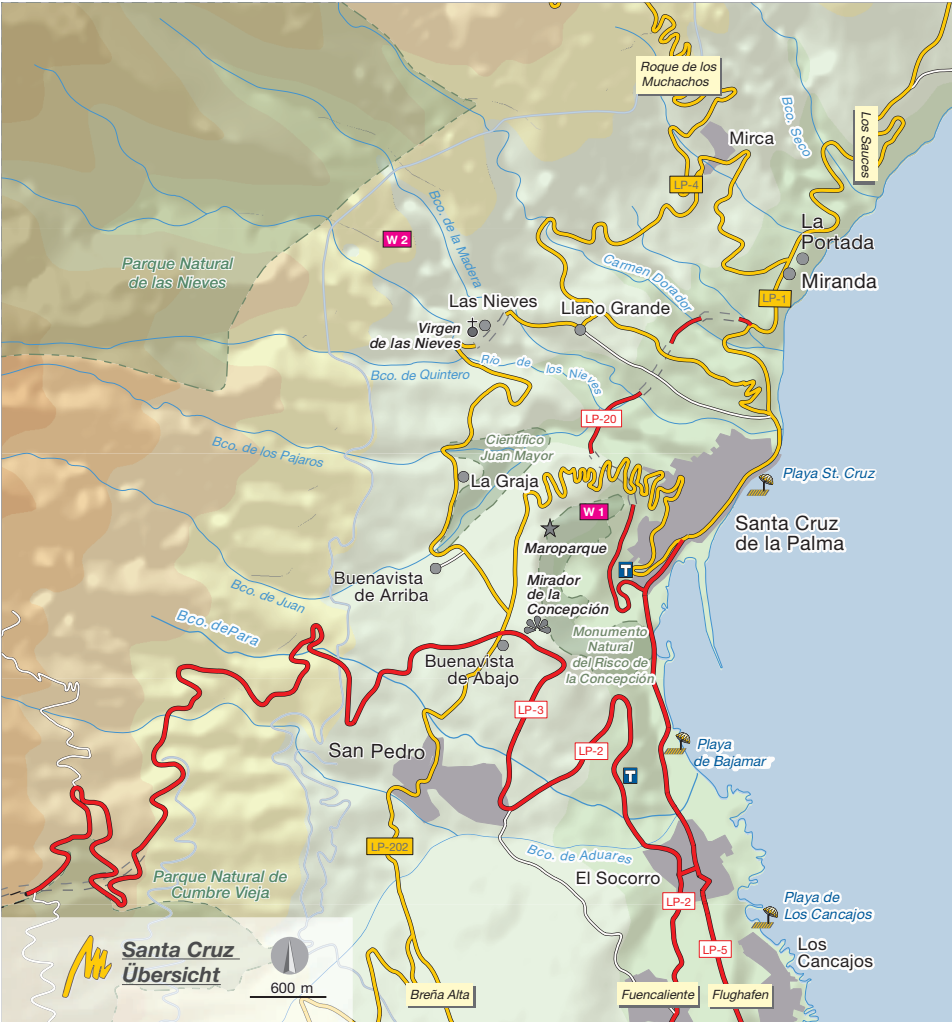 Roque de los
Muchachos
Mirca
Bco. Seco
Los Sauces
LP-4
Bco. de la Madera
W 2
La
Portada
Parque Natural
de las Nieves
Carmen Dorador
Miranda
LP-1
Las Nieves
Llano Grande
Virgen
de las Nieves
Río de los Nieves
Bco. de Quintero
LP-20
Bco. de los Pajaros
Científico
Juan Mayor
La Graja
Playa St. Cruz
W 1
Santa Cruz
de la Palma
Maroparque
T
Buenavista
de Arriba
Mirador
de la
Concepción
Bco. de Juan
Bco. dePara
Monumento
Natural
del Risco de
la Concepción
Buenavista
de Abajo
LP-3
San Pedro
LP-2
Playa
de Bajamar
T
LP-202
Bco. de Aduares
El Socorro
Parque Natural de
Cumbre Vieja
LP-2
Playa de
Los Cancajos
LP-5
Los
Cancajos
Santa Cruz
Übersicht
600 m
Breña Alta
Fuencaliente
Flughafen